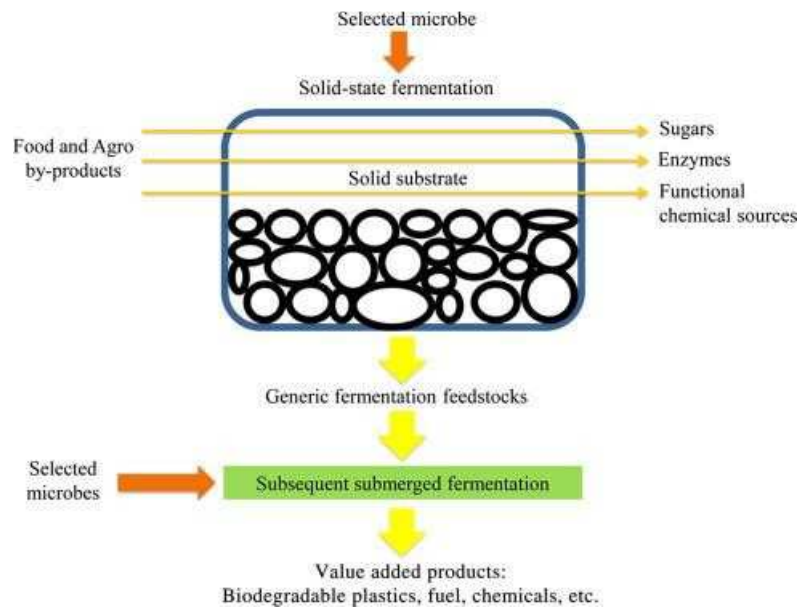 Selected microbe
Solid-state fermentation
Food and Agro
by-products
Sugars
Enzymes
Solid substrate
Functional
chemical sources
Generic fermentation feedstocks
Selected
microbes
Subsequent submerged fermentation
Value added products:
Biodegradable plastics, fuel, chemicals, etc.